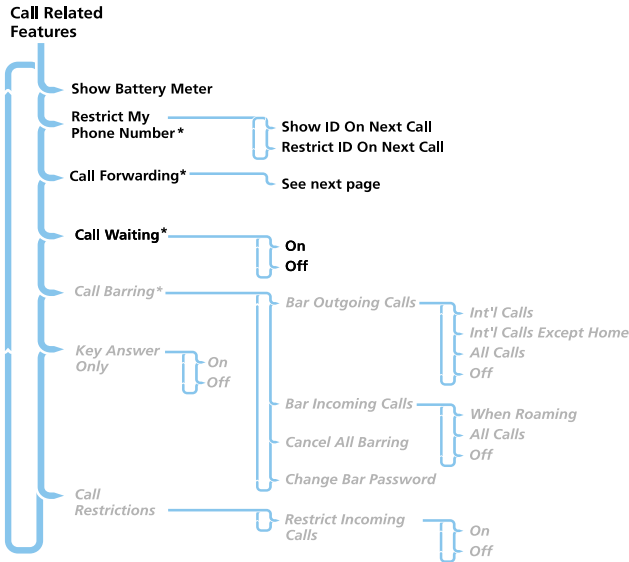 Call Related
Features
Show Battery Meter
Restrict My
Phone Number*
Show ID On Next Call
Restrict ID On Next Call
Call Forwarding*
See next page
Call Waiting*
On
Off
Call Barring*
Bar Outgoing Calls
Int'l Calls
Int'l Calls Except Home
All Calls
Off
Bar Incoming Calls
When Roaming
All Calls
Off
Cancel All Barring
Change Bar Password
Key Answer
Only
On
Off
Call
Restrictions
Restrict Incoming
Calls
On
Off